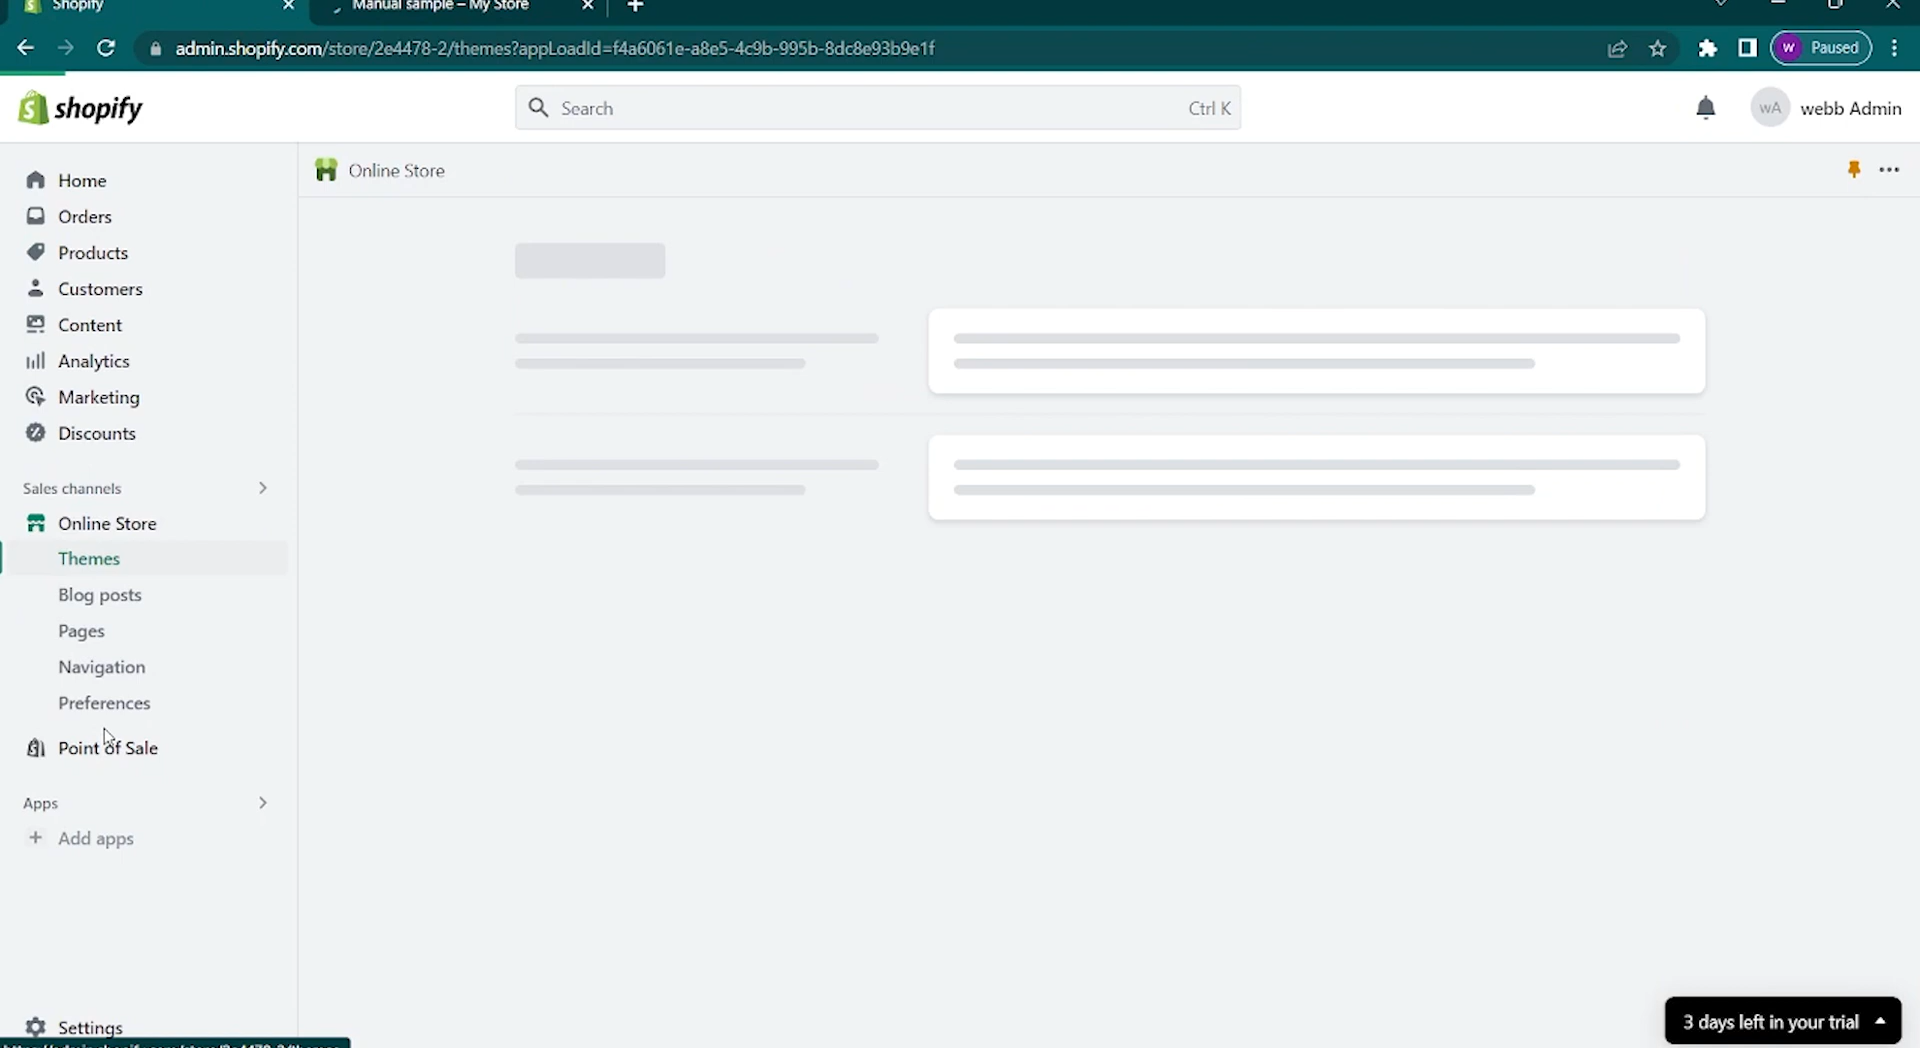 Shopify
Manual sample – My Store
admin.shopify.com/store/2e4478-2/themes?appLoadId=f4a6061e-a8e5-4c9b-995b-8dc8e93b9e1f
W Paused
shopify
Search
Ctrl K
wA webb Admin
Home
Online Store
Orders
Products
Customers
Content
Analytics
Marketing
Discounts
Sales channels
Online Store
Themes
Blog posts
Pages
Navigation
Preferences
Point of Sale
Apps
Add apps
Settings
3 days left in your trial